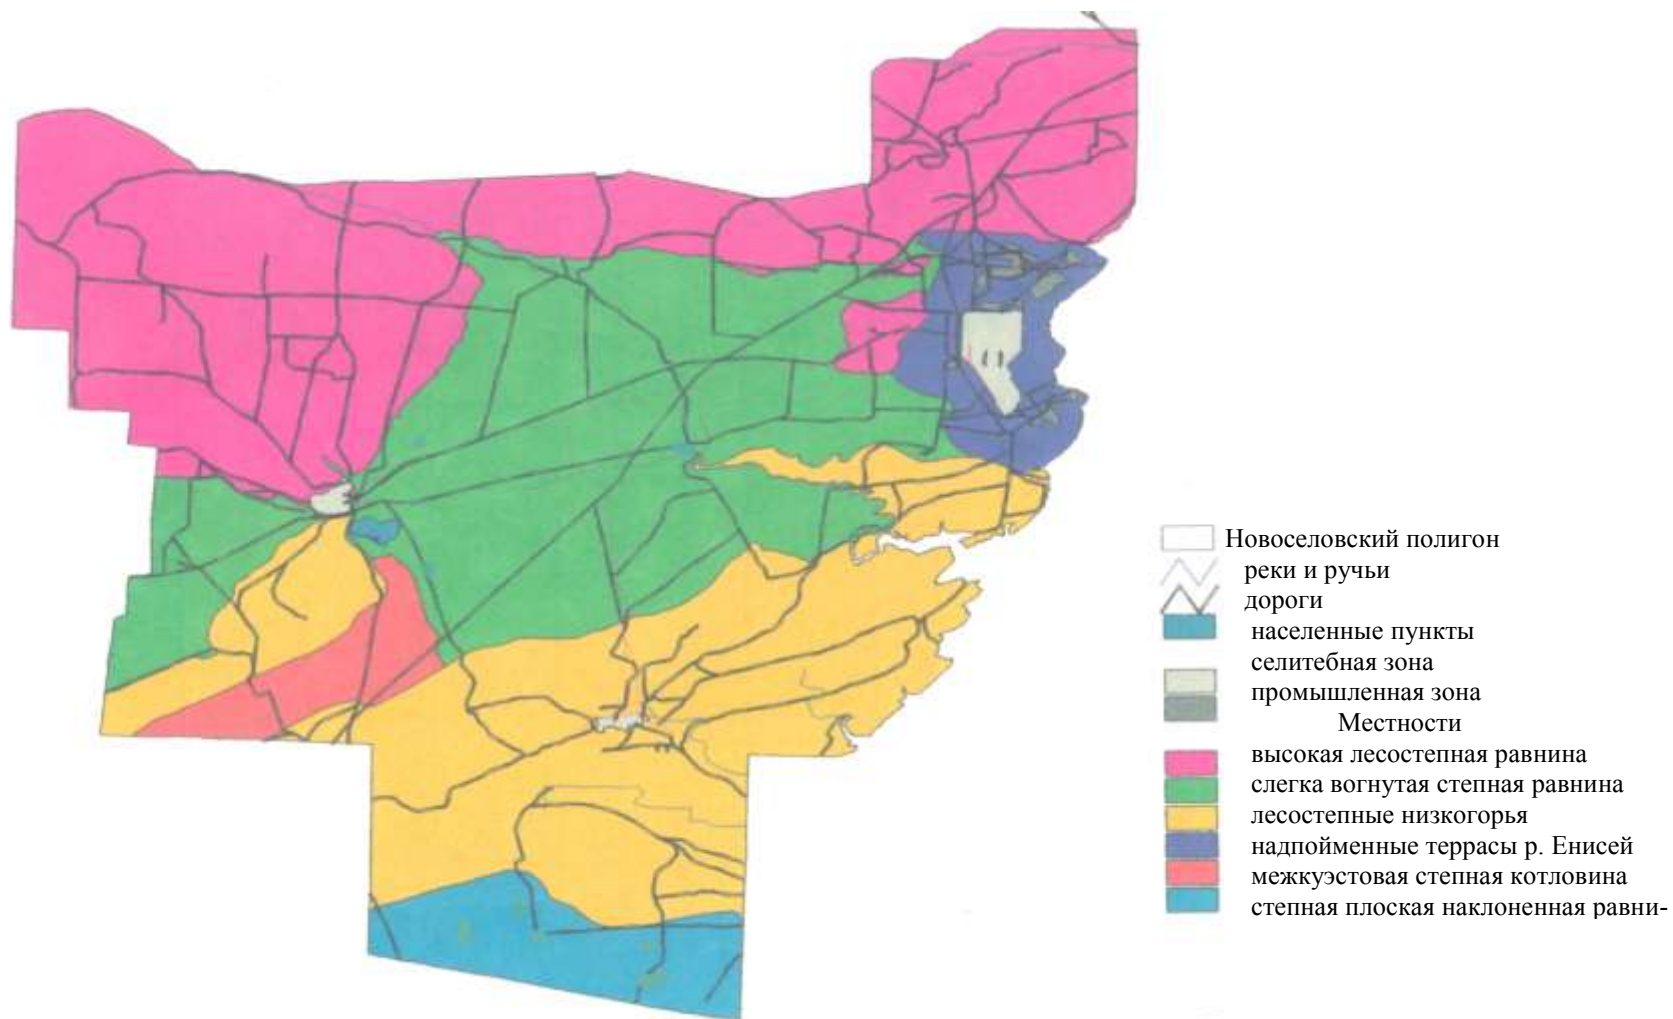 Новоселовский полигон
реки и ручьи
дороги
населенные пункты
селитебная зона
промышленная зона
Местности
высокая лесостепная равнина
слегка вогнутая степная равнина
лесостепные низкогорья
надпойменные террасы р. Енисей
межкуэстовая степная котловина
степная плоская наклоненная равни-